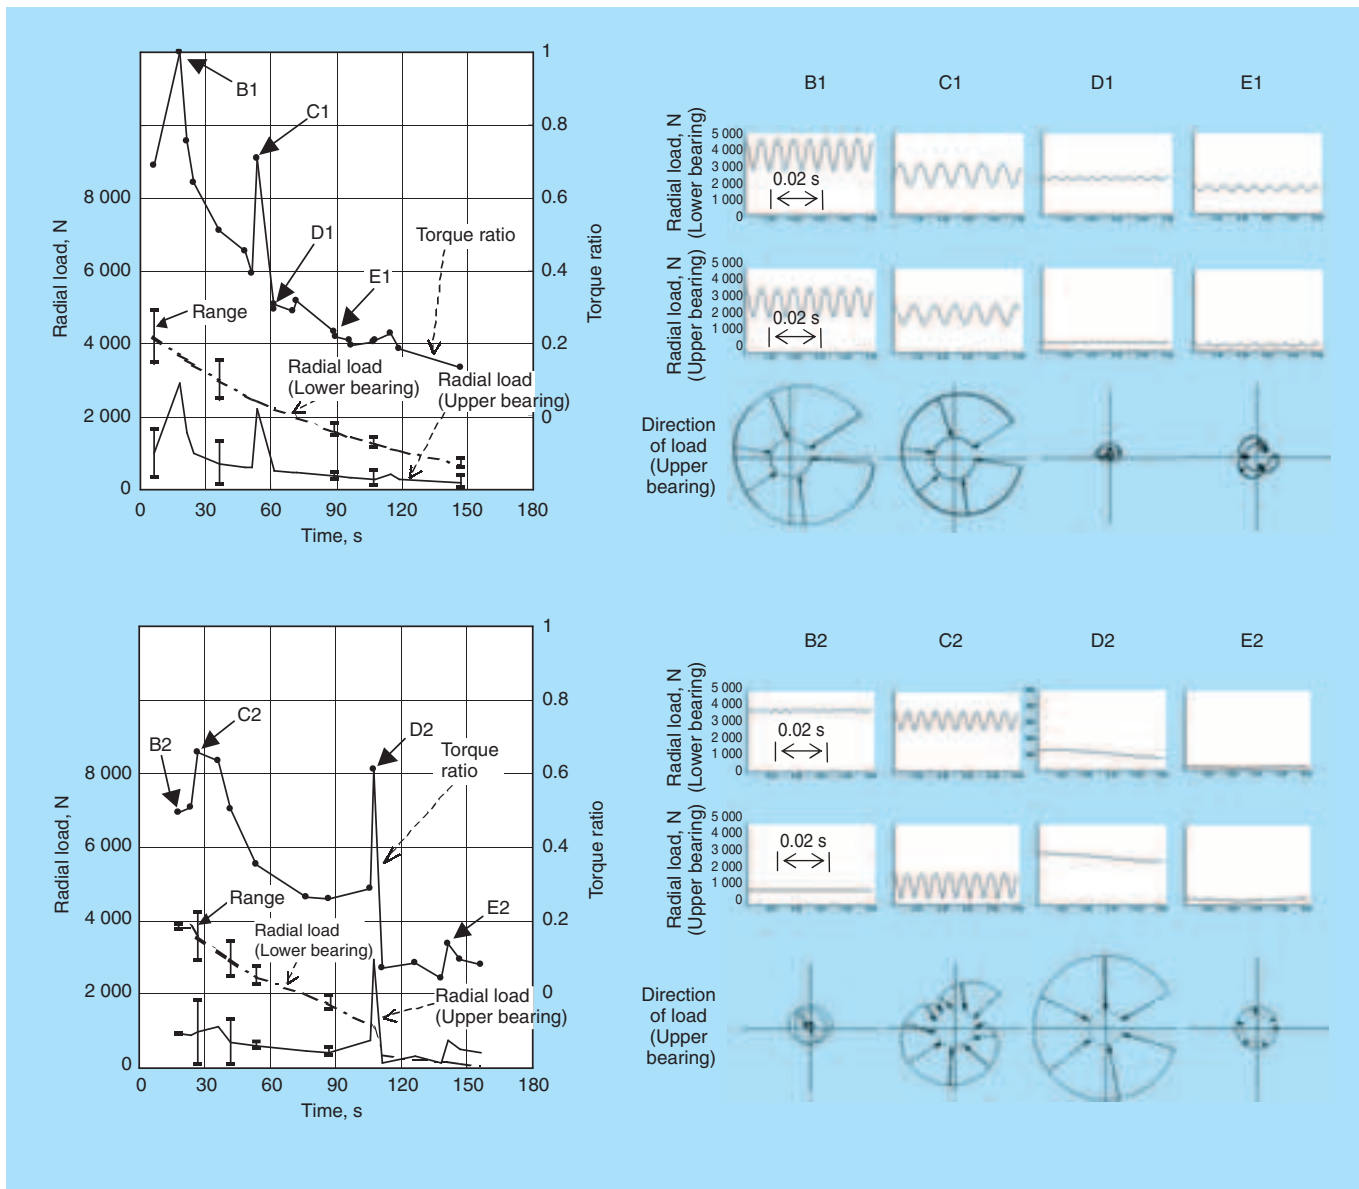 1
B1
C1
0.8
8 000
D1
0.6
Torque ratio
Radial load, N
6 000
E1
0.4
Torque ratio
Range
4 000
0.2
Radial load
(Lower bearing)
Radial load
(Upper bearing)
2 000
0
0
0 30 60 90 120 150 180
Time, s
B1 C1 D1 E1
Radial load, N
(Lower bearing)
5 000
4 000
3 000
2 000
1 000
0
0.02 s
Radial load, N
(Upper bearing)
5 000
4 000
3 000
2 000
1 000
0
0.02 s
Direction
of load
(Upper
bearing)
1
C2
B2
D2
0.8
Torque
ratio
8 000
0.6
Radial load, N
6 000
0.4
Torque ratio
Range
E2
4 000
0.2
Radial load
(Lower bearing)
2 000
0
Radial load
(Upper bearing)
0
0 30 60 90 120 150 180
Time, s
B2 C2 D2 E2
Radial load, N
(Lower bearing)
5 000
4 000
3 000
2 000
1 000
0
0.02 s
Radial load, N
(Upper bearing)
5 000
4 000
3 000
2 000
1 000
0
0.02 s
Direction
of load
(Upper
bearing)